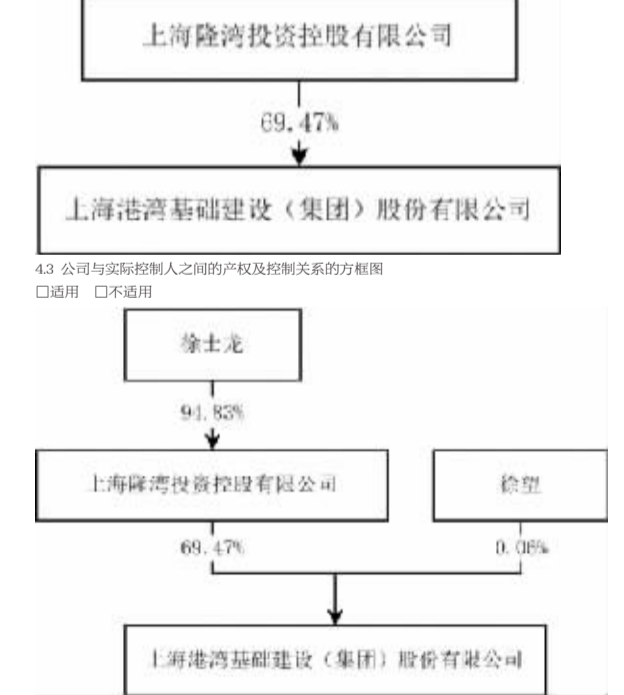 上海隆湾投资控股有限公司
69.47%
上海港湾基础建设（集团）股份有限公司
4.3 公司与实际控制人之间的产权及控制关系的方框图
□适用 □不适用
徐士龙
94.83%
上海隆湾投资控股有限公司 徐望
69.47% 0.06%
上海港湾基础建设（集团）股份有限公司